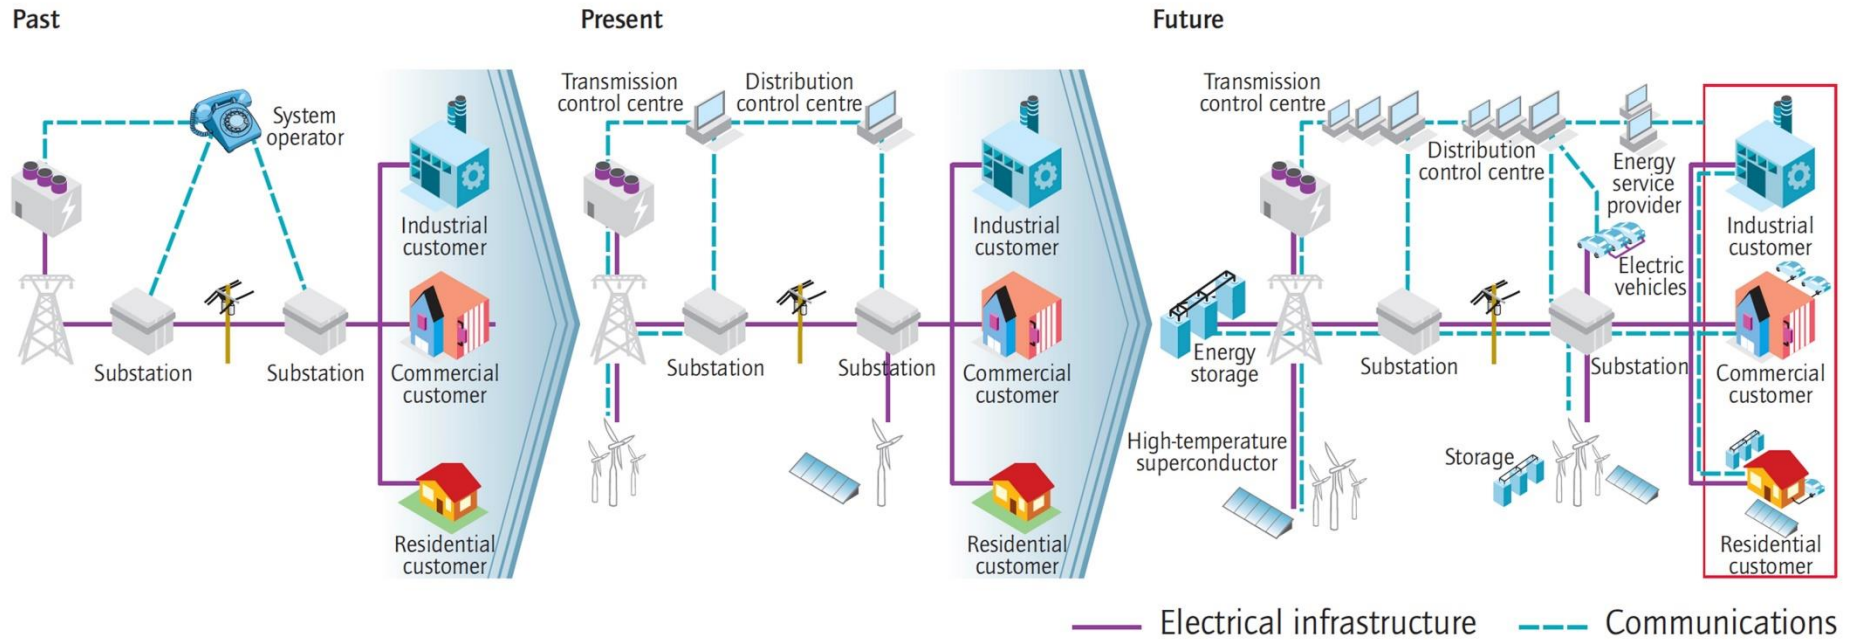 Past
System
operator
Substation
Substation
Industrial
customer
Commercial
customer
Residential
customer
Present
Transmission
control centre
Distribution
control centre
Substation
Substation
Industrial
customer
Commercial
customer
Residential
customer
Future
Transmission
control centre
Distribution
control centre
Energy
service
provider
Electric
vehicles
Energy
storage
Substation
Substation
High-temperature
superconductor
Storage
Industrial
customer
Commercial
customer
Residential
customer
Electrical infrastructure
Communications